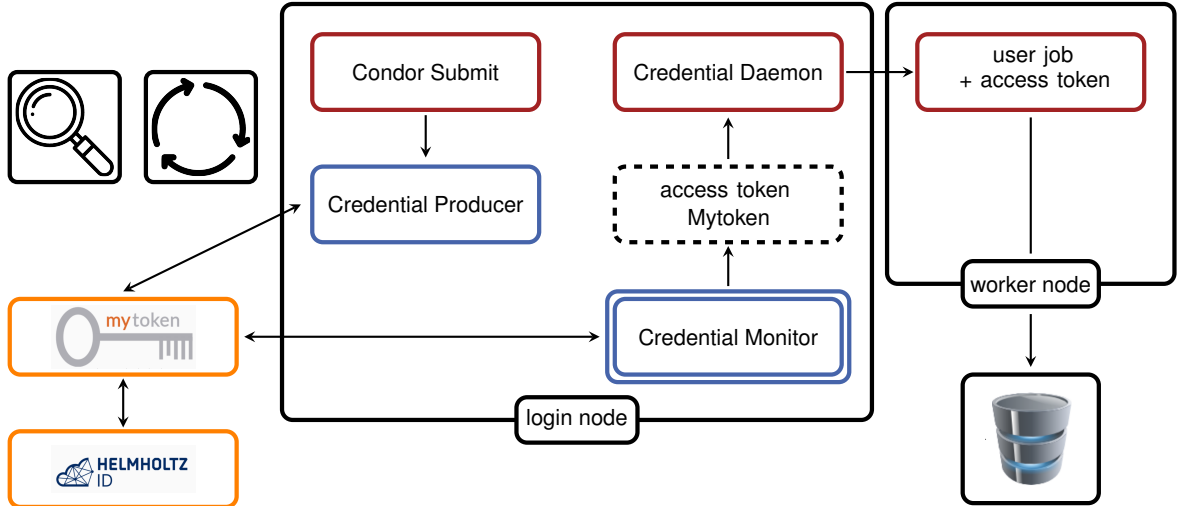 Condor Submit
Credential Daemon
user job
+ access token
Credential Producer
access token
Mytoken
worker node
mytoken
Credential Monitor
login node
HELMHOLTZ
ID